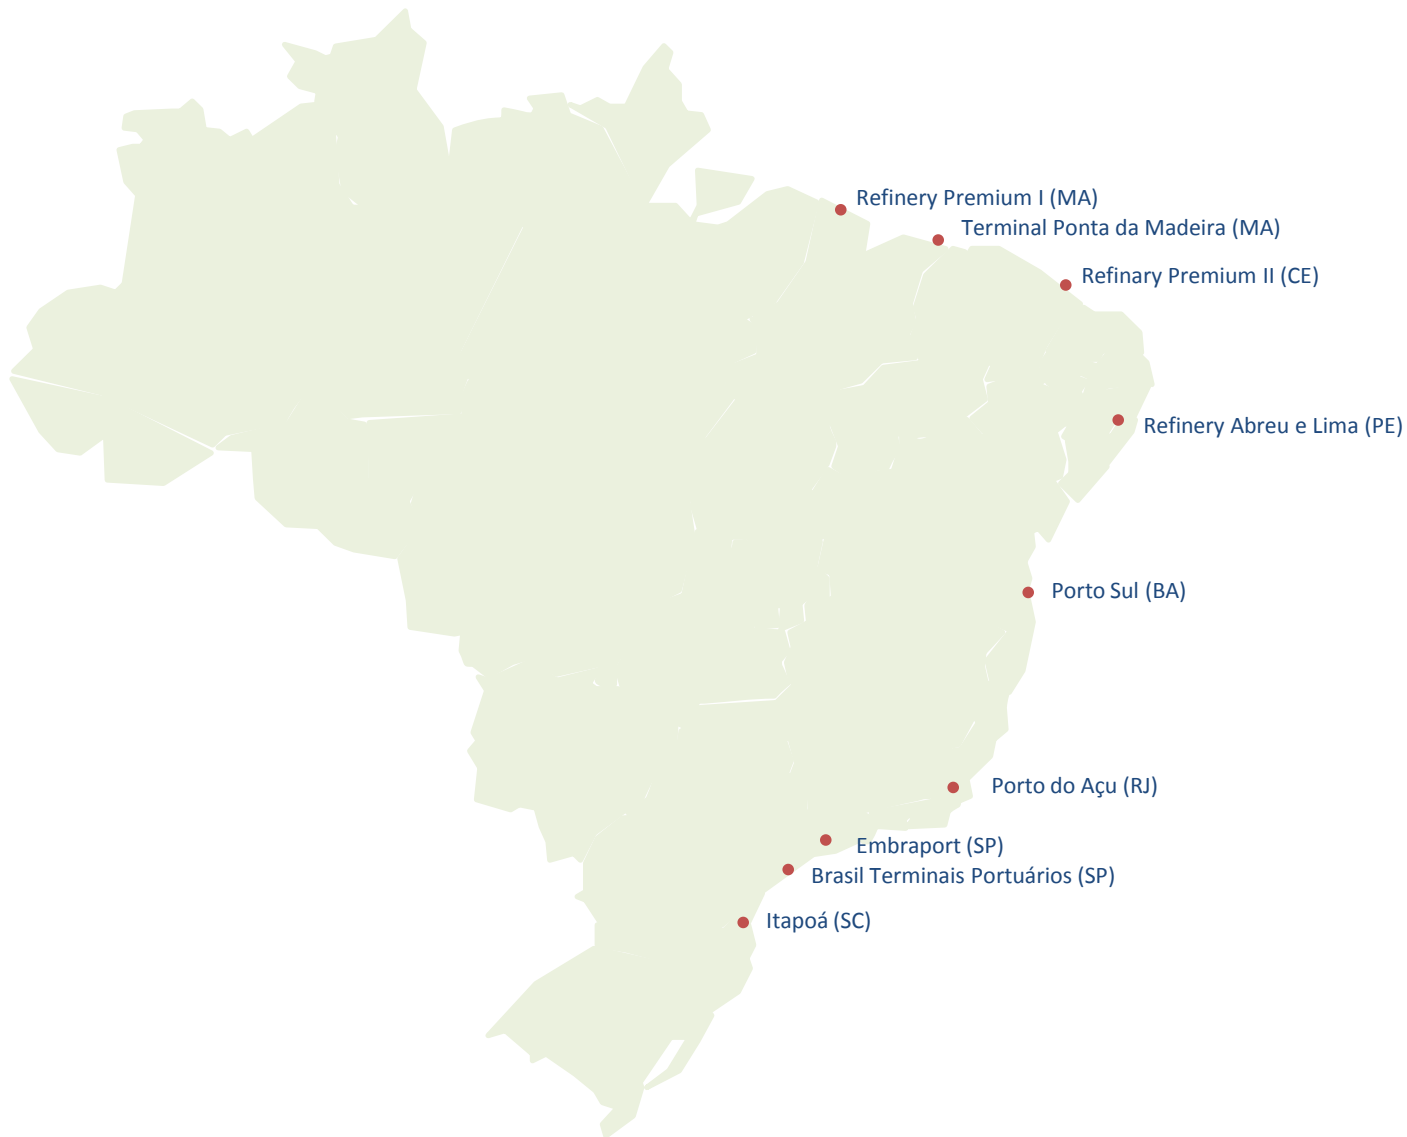 Refinery Premium I (MA)
Terminal Ponta da Madeira (MA)
Refinary Premium II (CE)
Refinery Abreu e Lima (PE)
Porto Sul (BA)
Porto do Açu (RJ)
Embraport (SP)
Brasil Terminais Portuários (SP)
Itapoá (SC)